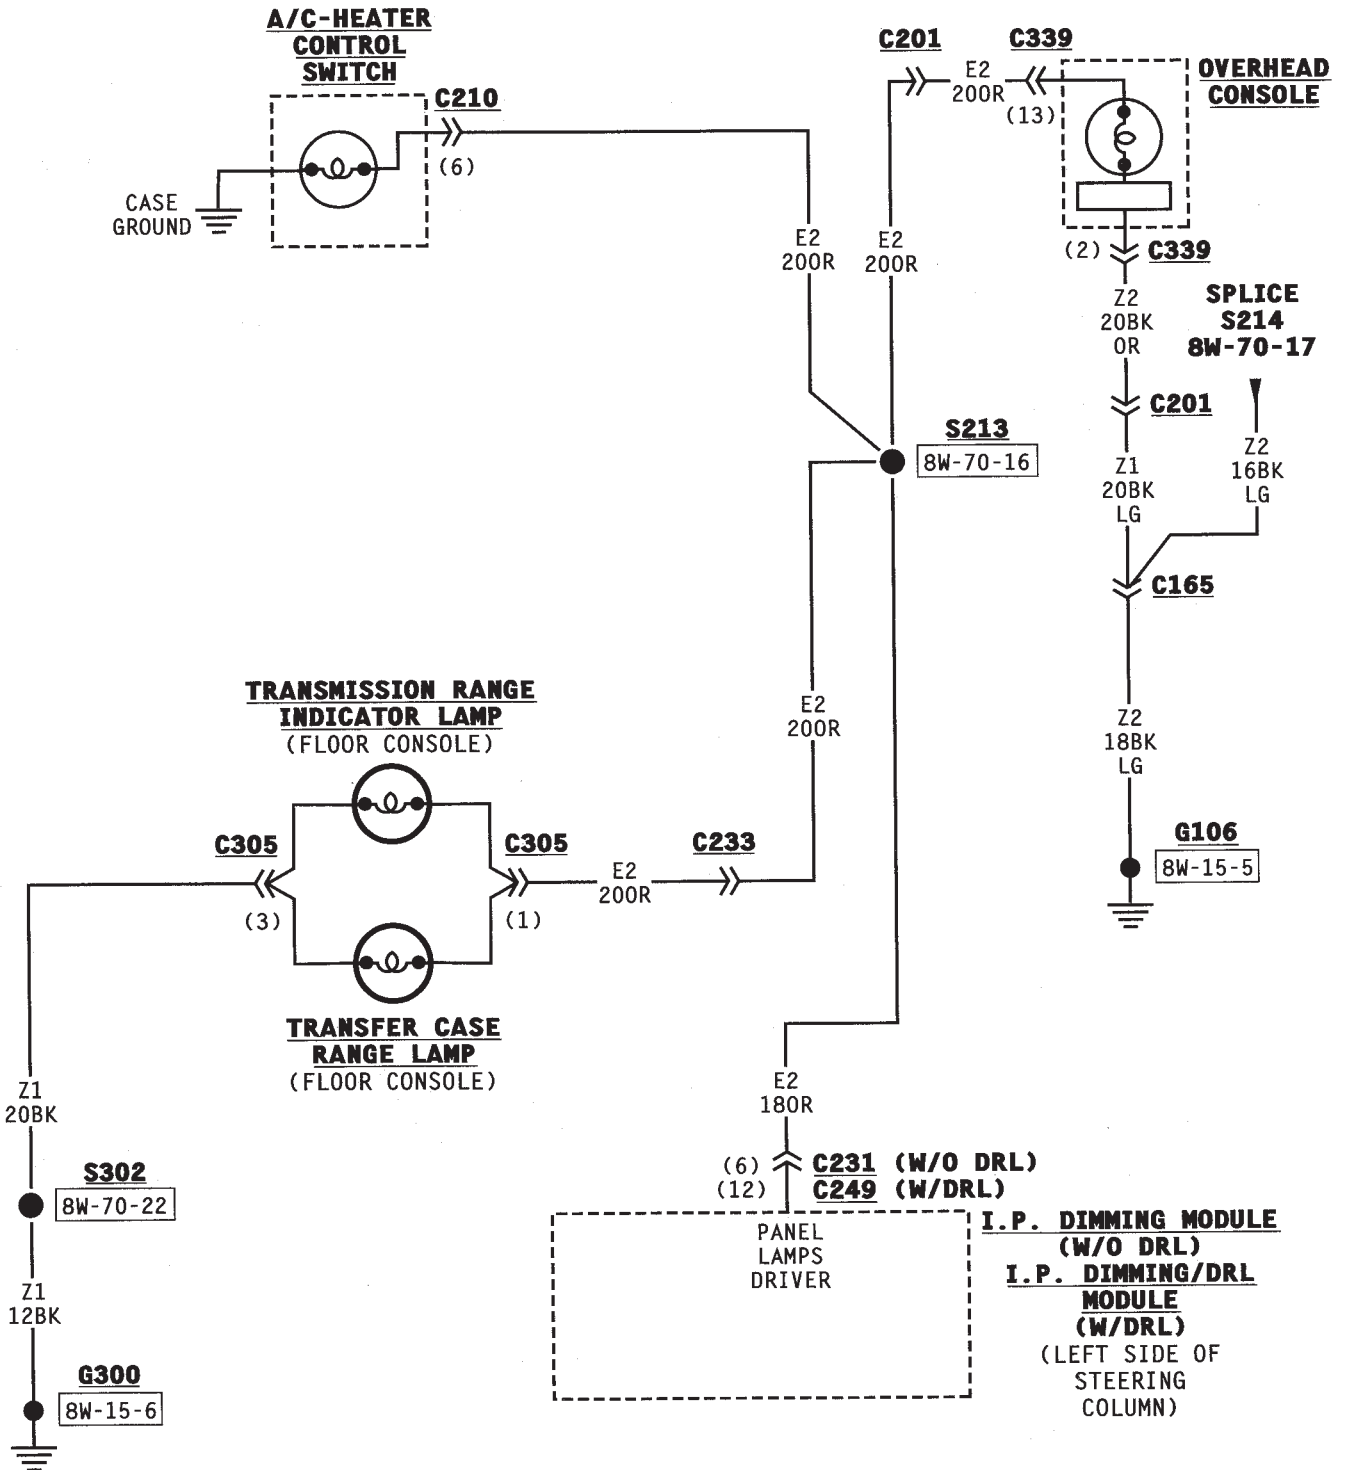 A/C-HEATER
CONTROL
SWITCH
C210
(6)
CASE
GROUND
C201
C339
E2
20OR
(13)
OVERHEAD
CONSOLE
E2
20OR
E2
20OR
(2)
C339
Z2
20BK
OR
SPLICE
S214
8W-70-17
C201
S213
8W-70-16
Z1
20BK
LG
Z2
16BK
LG
C165
TRANSMISSION RANGE
INDICATOR LAMP
(FLOOR CONSOLE)
E2
20OR
Z2
18BK
LG
C305
C305
C233
E2
20OR
(3)
(1)
G106
8W-15-5
TRANSFER CASE
RANGE LAMP
(FLOOR CONSOLE)
Z1
20BK
E2
18OR
S302
8W-70-22
(6)
C231 (W/O DRL)
(12)
C249 (W/DRL)
PANEL
LAMPS
DRIVER
I.P. DIMMING MODULE
(W/O DRL)
I.P. DIMMING/DRL
MODULE
(W/DRL)
(LEFT SIDE OF
STEERING
COLUMN)
Z1
12BK
G300
8W-15-6